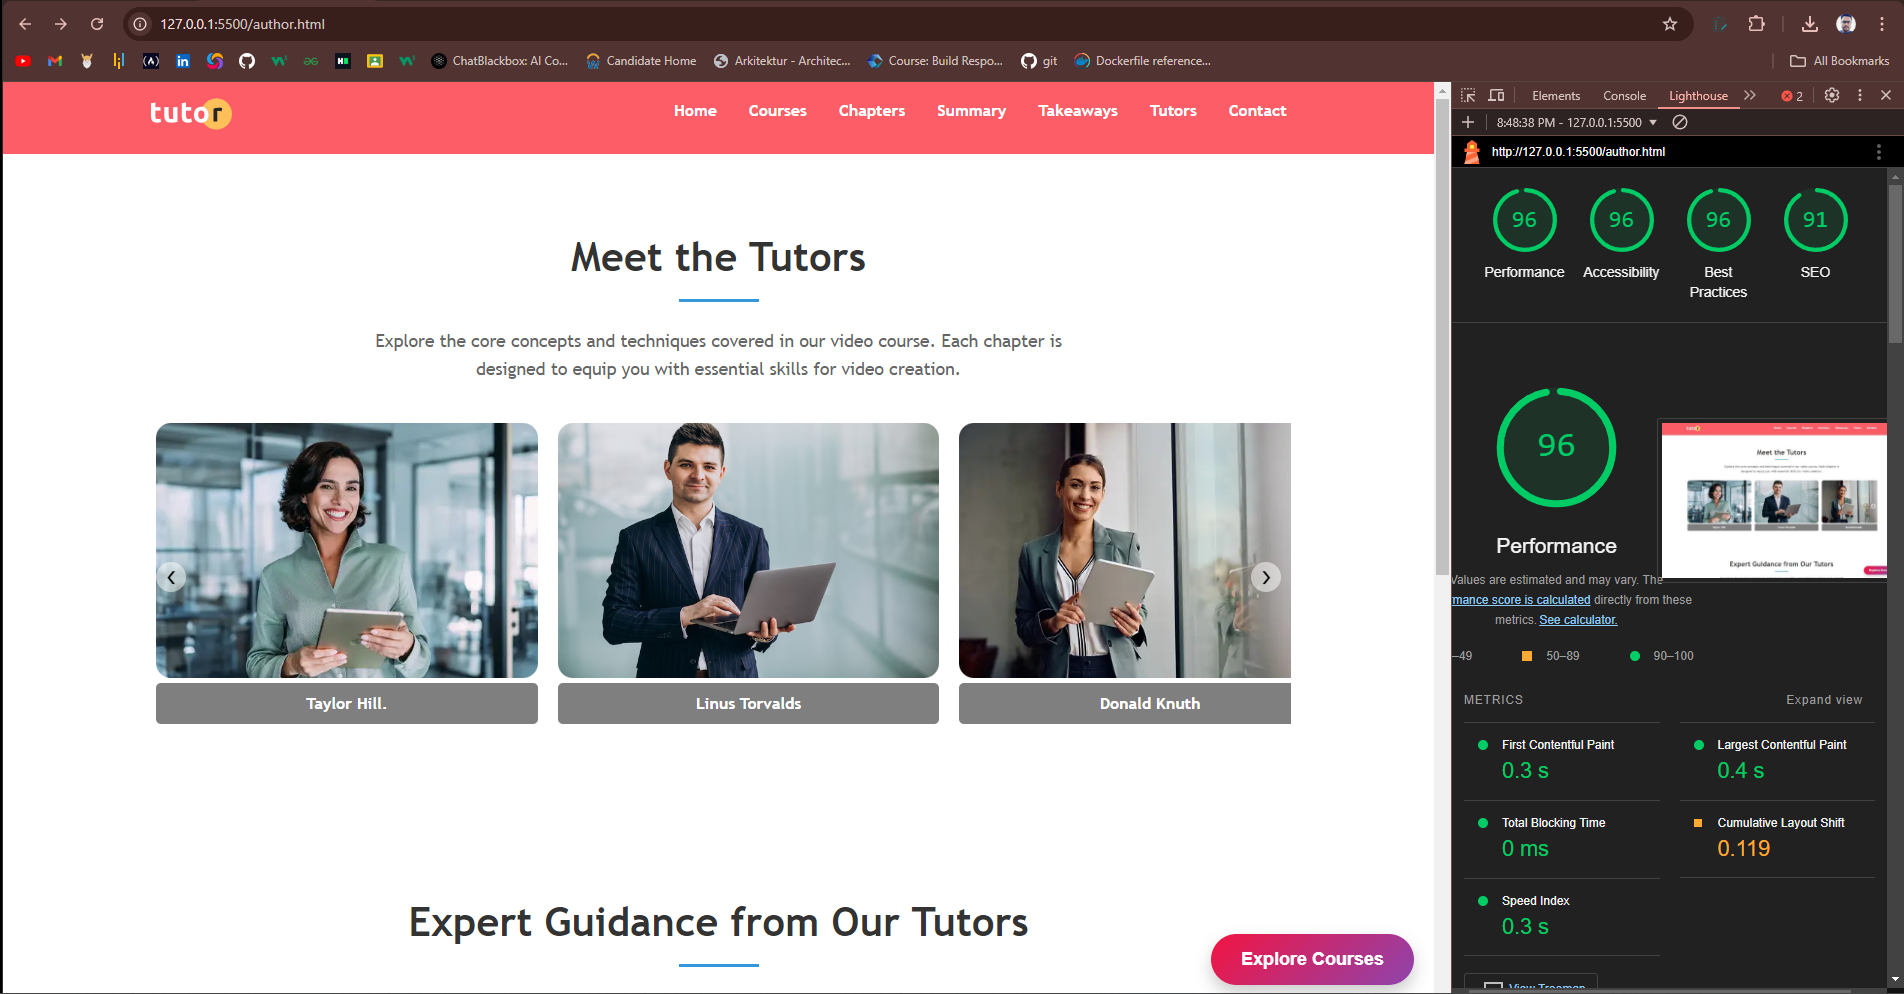 127.0.0.1:5500/author.html
ChatBlackbox: AI Co...
Candidate Home
Arkitektur - Architec...
Course: Build Respo...
git
Dockerfile reference...
All Bookmarks
tutor
Home
Courses
Chapters
Summary
Takeaways
Tutors
Contact
Meet the Tutors
Explore the core concepts and techniques covered in our video course. Each chapter is
designed to equip you with essential skills for video creation.
‹
›
Taylor Hill.
Linus Torvalds
Donald Knuth
Expert Guidance from Our Tutors
Explore Courses
Elements
Console
Lighthouse
2
8:48:38 PM - 127.0.0.1:5500
http://127.0.0.1:5500/author.html
96
96
96
91
Performance
Accessibility
Best
Practices
SEO
96
Meet the Tutors
Expert Guidance from Our Tutors
Performance
Values are estimated and may vary. The
mance score is calculated directly from these
metrics. See calculator.
–49
50–89
90–100
METRICS
Expand view
First Contentful Paint
0.3 s
Largest Contentful Paint
0.4 s
Total Blocking Time
0 ms
Cumulative Layout Shift
0.119
Speed Index
0.3 s
View Treemap